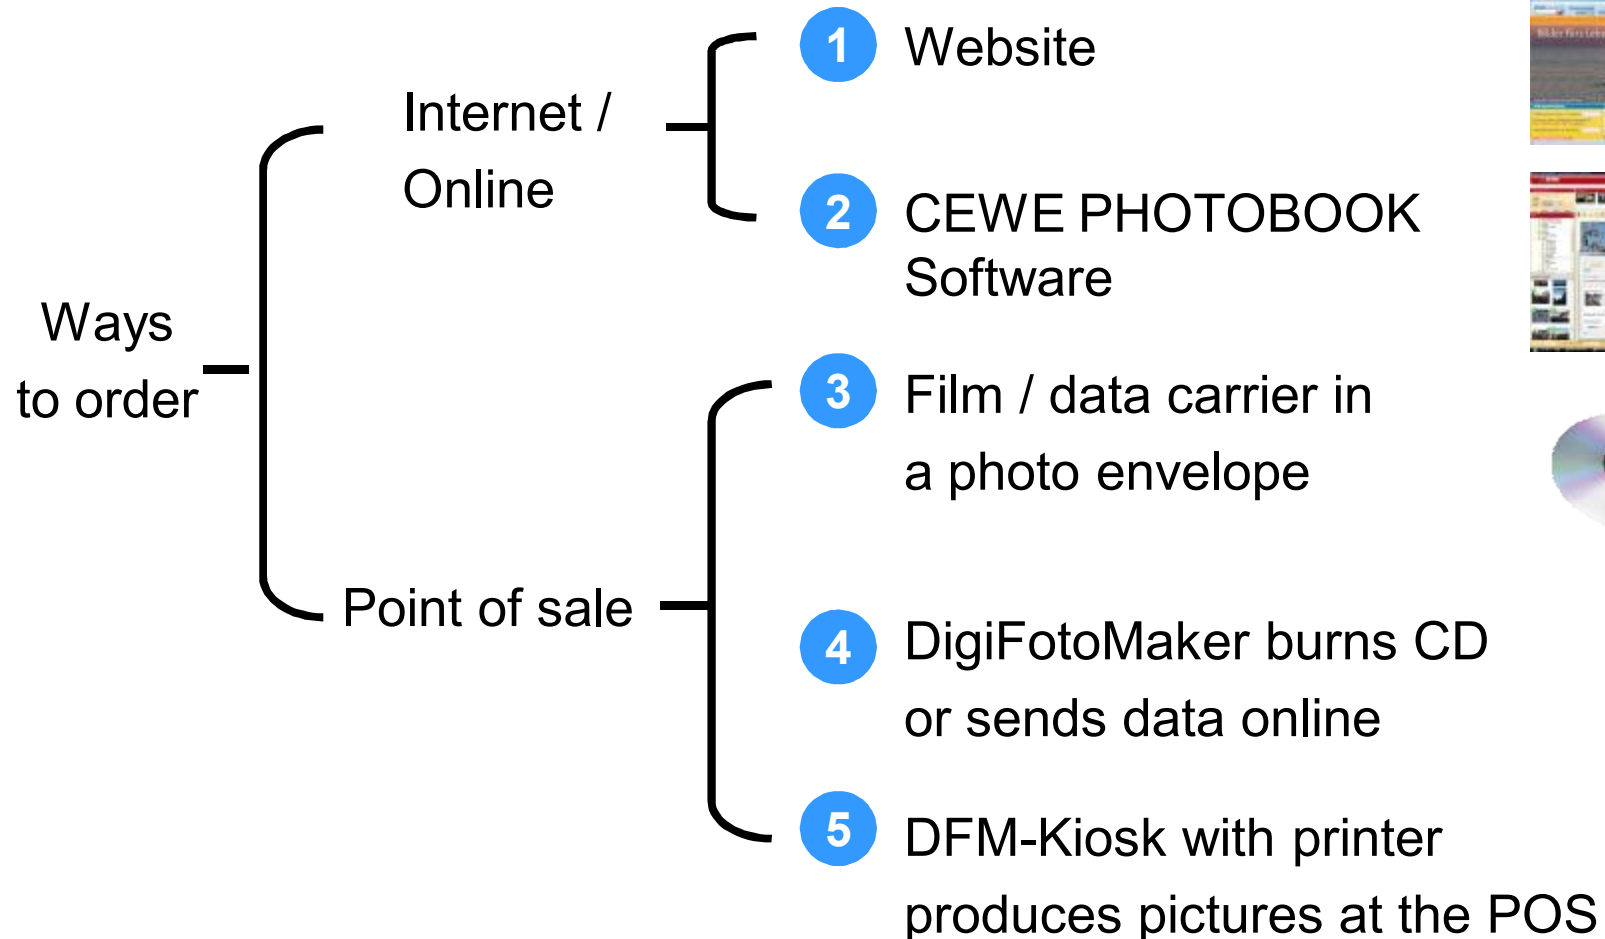 Ways
to order
Internet /
Online
1 Website
2 CEWE PHOTOBOOK
Software
Point of sale
3 Film / data carrier in
a photo envelope
4 DigiFotoMaker burns CD
or sends data online
5 DFM-Kiosk with printer
produces pictures at the POS